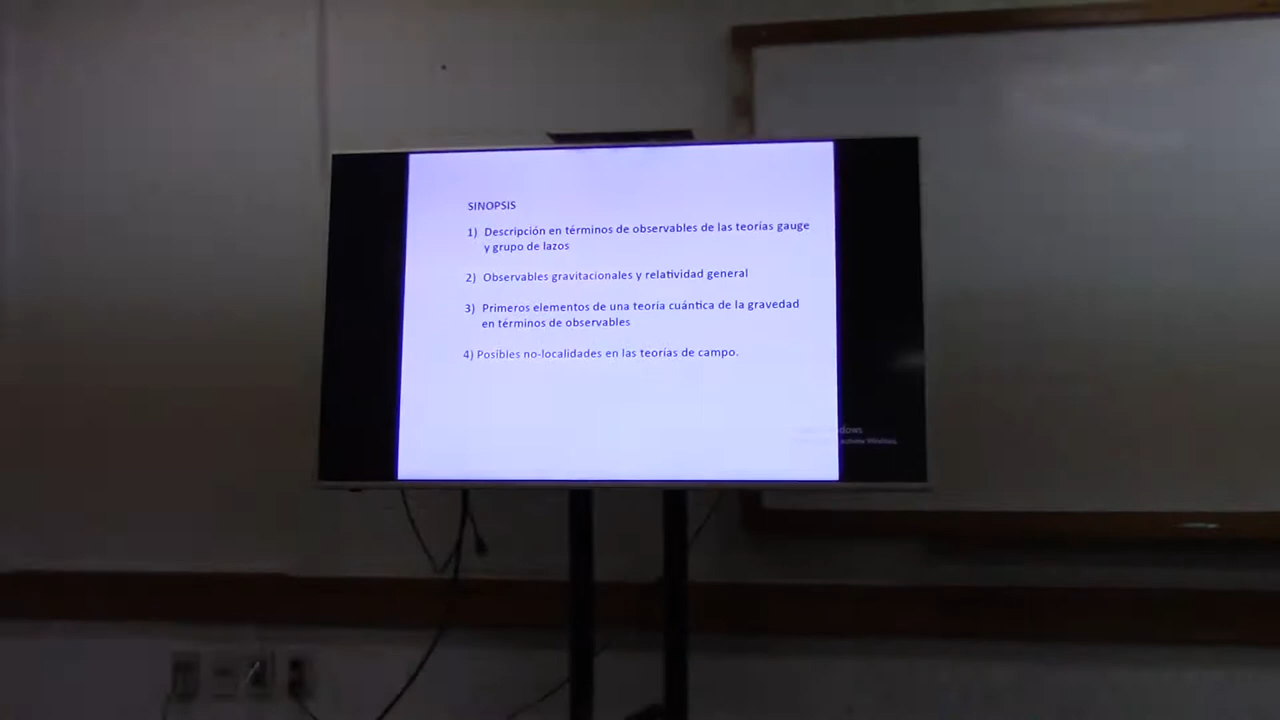 SINOPSIS
1) Descripción en términos de observables de las teorías gauge
y grupo de lazos
2) Observables gravitacionales y relatividad general
3) Primeros elementos de una teoría cuántica de la gravedad
en términos de observables
4) Posibles no-localidades en las teorías de campo.
dows
Windows